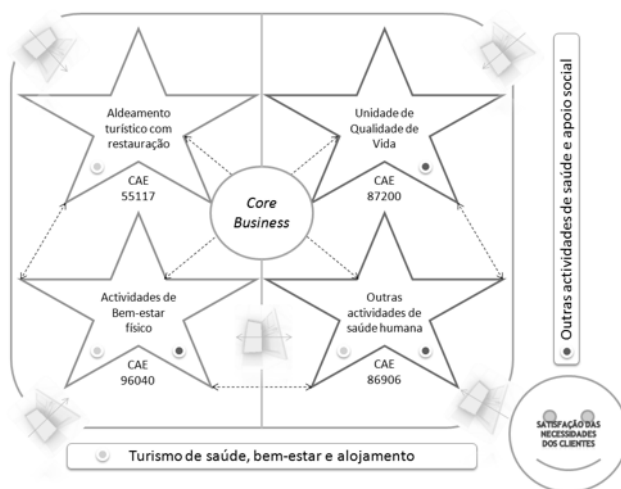 Aldeamento
turístico com
restauração
CAE
55117
Unidade de
Qualidade de
Vida
CAE
87200
Core
Business
Actividades de
Bem-estar
físico
CAE
96040
Outras
actividades de
saúde humana
CAE
86906
Outras actividades de saúde e apoio social
Turismo de saúde, bem-estar e alojamento
SATISFAÇÃO DAS
NECESSIDADES
DOS CLIENTES